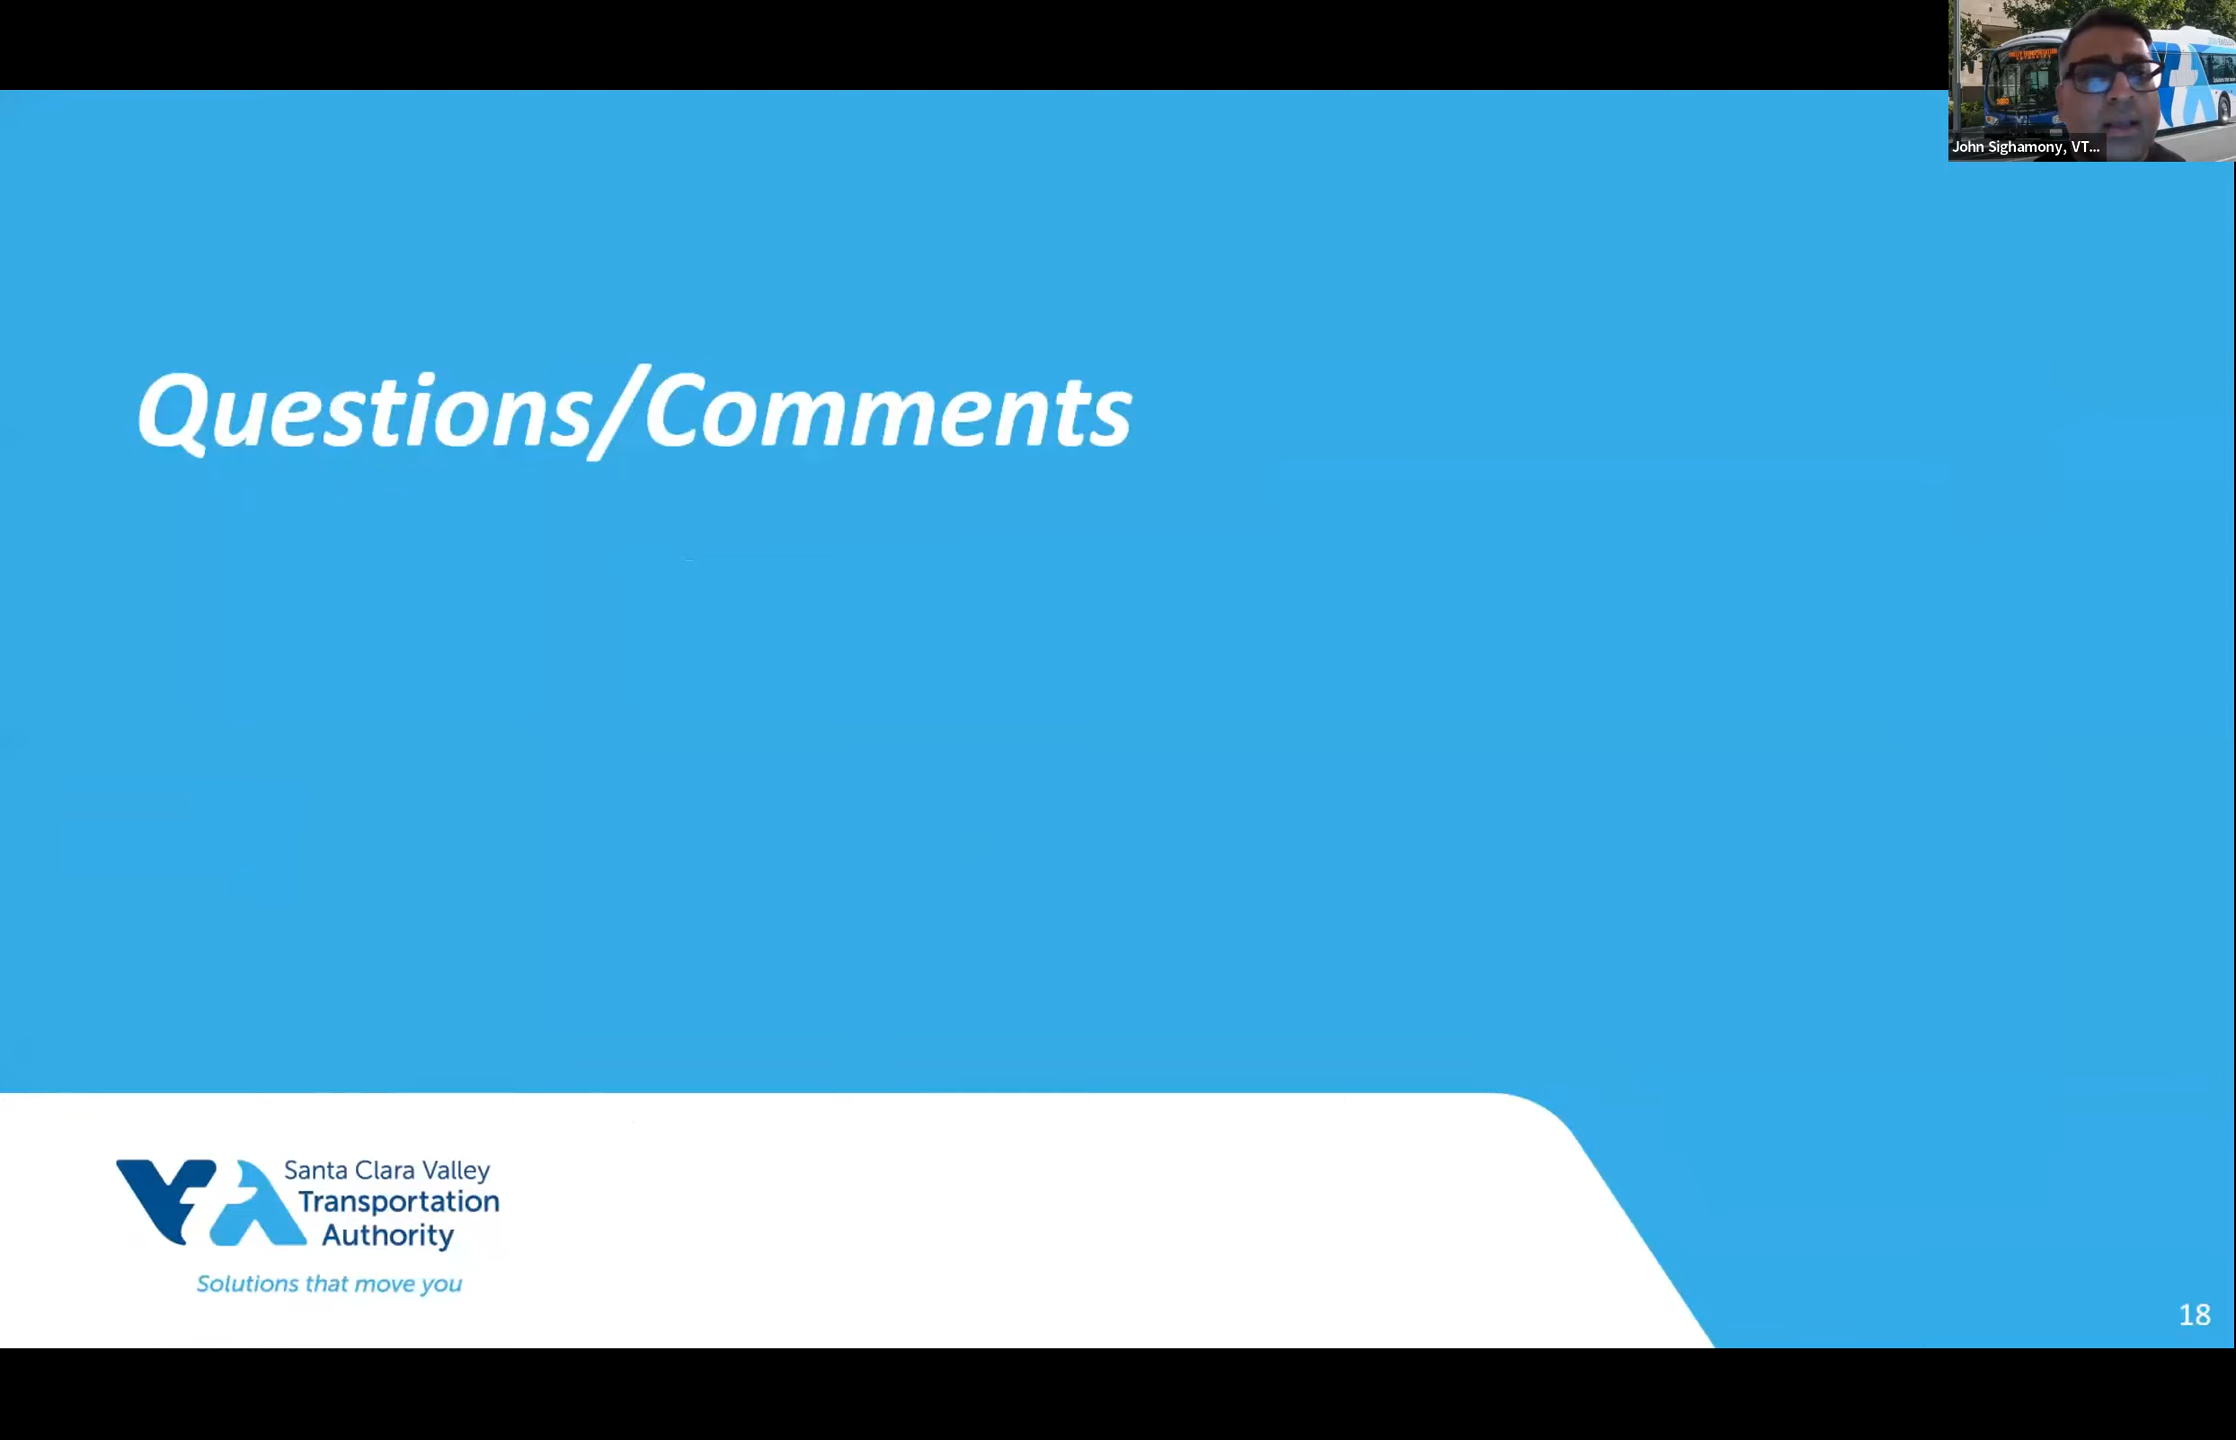 John Sighamony, VT...
Questions/Comments
Santa Clara Valley
Transportation
Authority
Solutions that move you
18